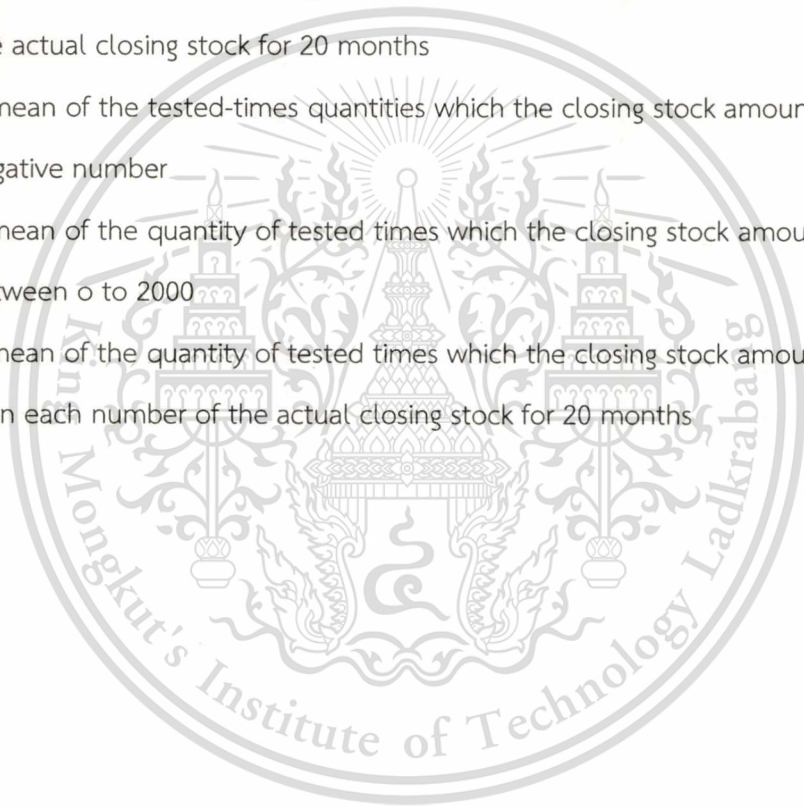 actual closing stock for 20 months
mean of the tested-times quantities which the closing stock
gative number
mean of the quantity of tested times which the closing stock amou
tween o to 2000
mean of the quantity of tested times which the closing stock amou
n each number of the actual closing stock for 20 months
King Mongkut's Institute of Technology Ladkrabang